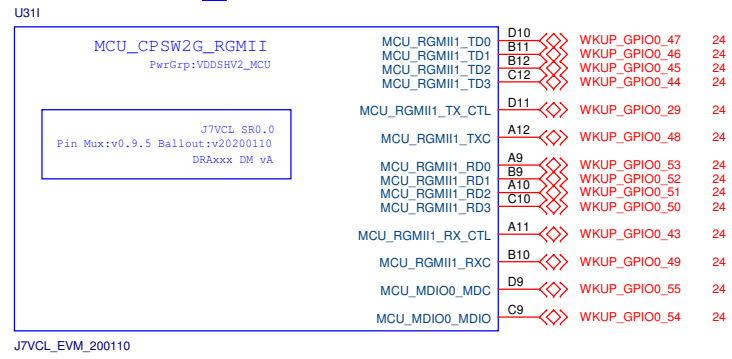 U31I
MCU_CPSW2G_RGMII
PwrGrp:VDDSHV2_MCU
J7VCL SR0.0
Pin Mux:v0.9.5 Ballout:v20200110
DRAxxx DM vA
MCU_RGMII1_TD0 D10 WKUP_GPIO0_47 24
MCU_RGMII1_TD1 B11 WKUP_GPIO0_46 24
MCU_RGMII1_TD2 B12 WKUP_GPIO0_45 24
MCU_RGMII1_TD3 C12 WKUP_GPIO0_44 24
MCU_RGMII1_TX_CTL D11 WKUP_GPIO0_29 24
MCU_RGMII1_TXC A12 WKUP_GPIO0_48 24
MCU_RGMII1_RD0 A9 WKUP_GPIO0_53 24
MCU_RGMII1_RD1 B9 WKUP_GPIO0_52 24
MCU_RGMII1_RD2 A10 WKUP_GPIO0_51 24
MCU_RGMII1_RD3 C10 WKUP_GPIO0_50 24
MCU_RGMII1_RX_CTL A11 WKUP_GPIO0_43 24
MCU_RGMII1_RXC B10 WKUP_GPIO0_49 24
MCU_MDIO0_MDC D9 WKUP_GPIO0_55 24
MCU_MDIO0_MDIO C9 WKUP_GPIO0_54 24
J7VCL_EVM_200110